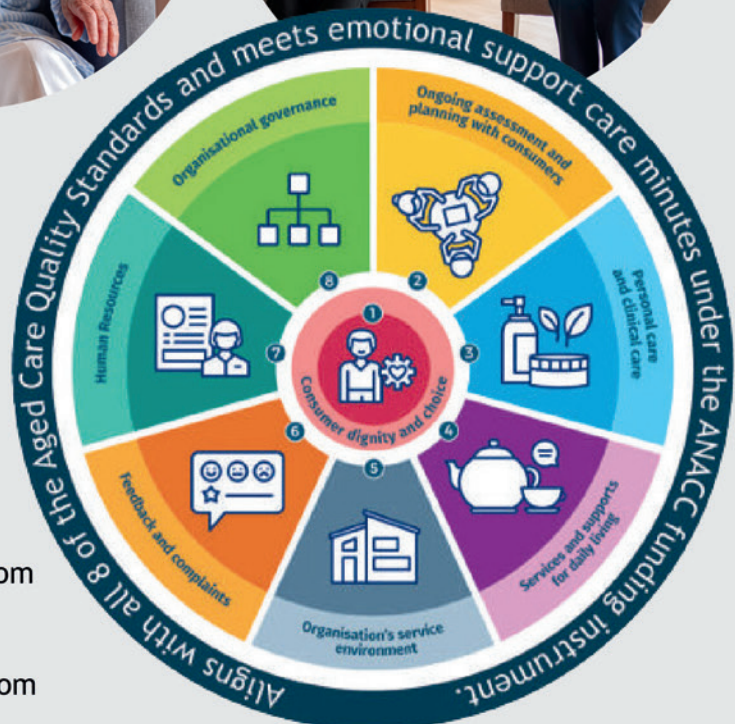 Aligns with all 8 of the Aged Care Quality Standards and meets emotional support care minutes under the ANACC funding instrument.
1
Consumer dignity and choice
2
Ongoing assessment and
planning with consumers
3
Personal care
and clinical care
4
Services and supports
for daily living
5
Organisation's service
environment
6
Feedback and complaints
7
Human Resources
8
Organisational governance
om
om